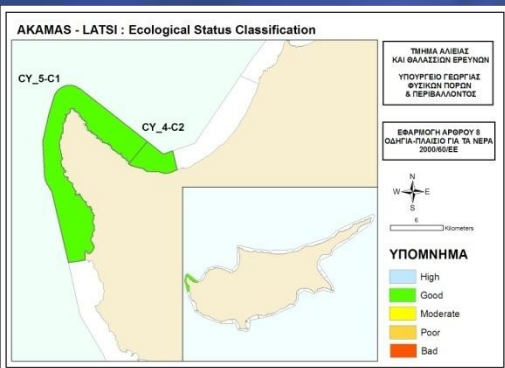 AKAMAS - LATSI : Ecological Status Classification
CY_5-C1
CY_4-C2
ΤΜΗΜΑ ΑΛΙΕΙΑΣ
ΚΑΙ ΘΑΛΑΣΣΙΩΝ ΕΡΕΥΝΩΝ
ΥΠΟΥΡΓΕΙΟ ΓΕΩΡΓΙΑΣ
ΦΥΣΙΚΩΝ ΠΟΡΩΝ
& ΠΕΡΙΒΑΛΛΟΝΤΟΣ
ΕΦΑΡΜΟΓΗ ΑΡΘΡΟΥ 8
ΟΔΗΓΙΑ-ΠΛΑΙΣΙΟ ΓΙΑ ΤΑ ΝΕΡΑ
2000/60/ΕΕ
N
W E
S
6
Kilometers
ΥΠΟΜΝΗΜΑ
High
Good
Moderate
Poor
Bad